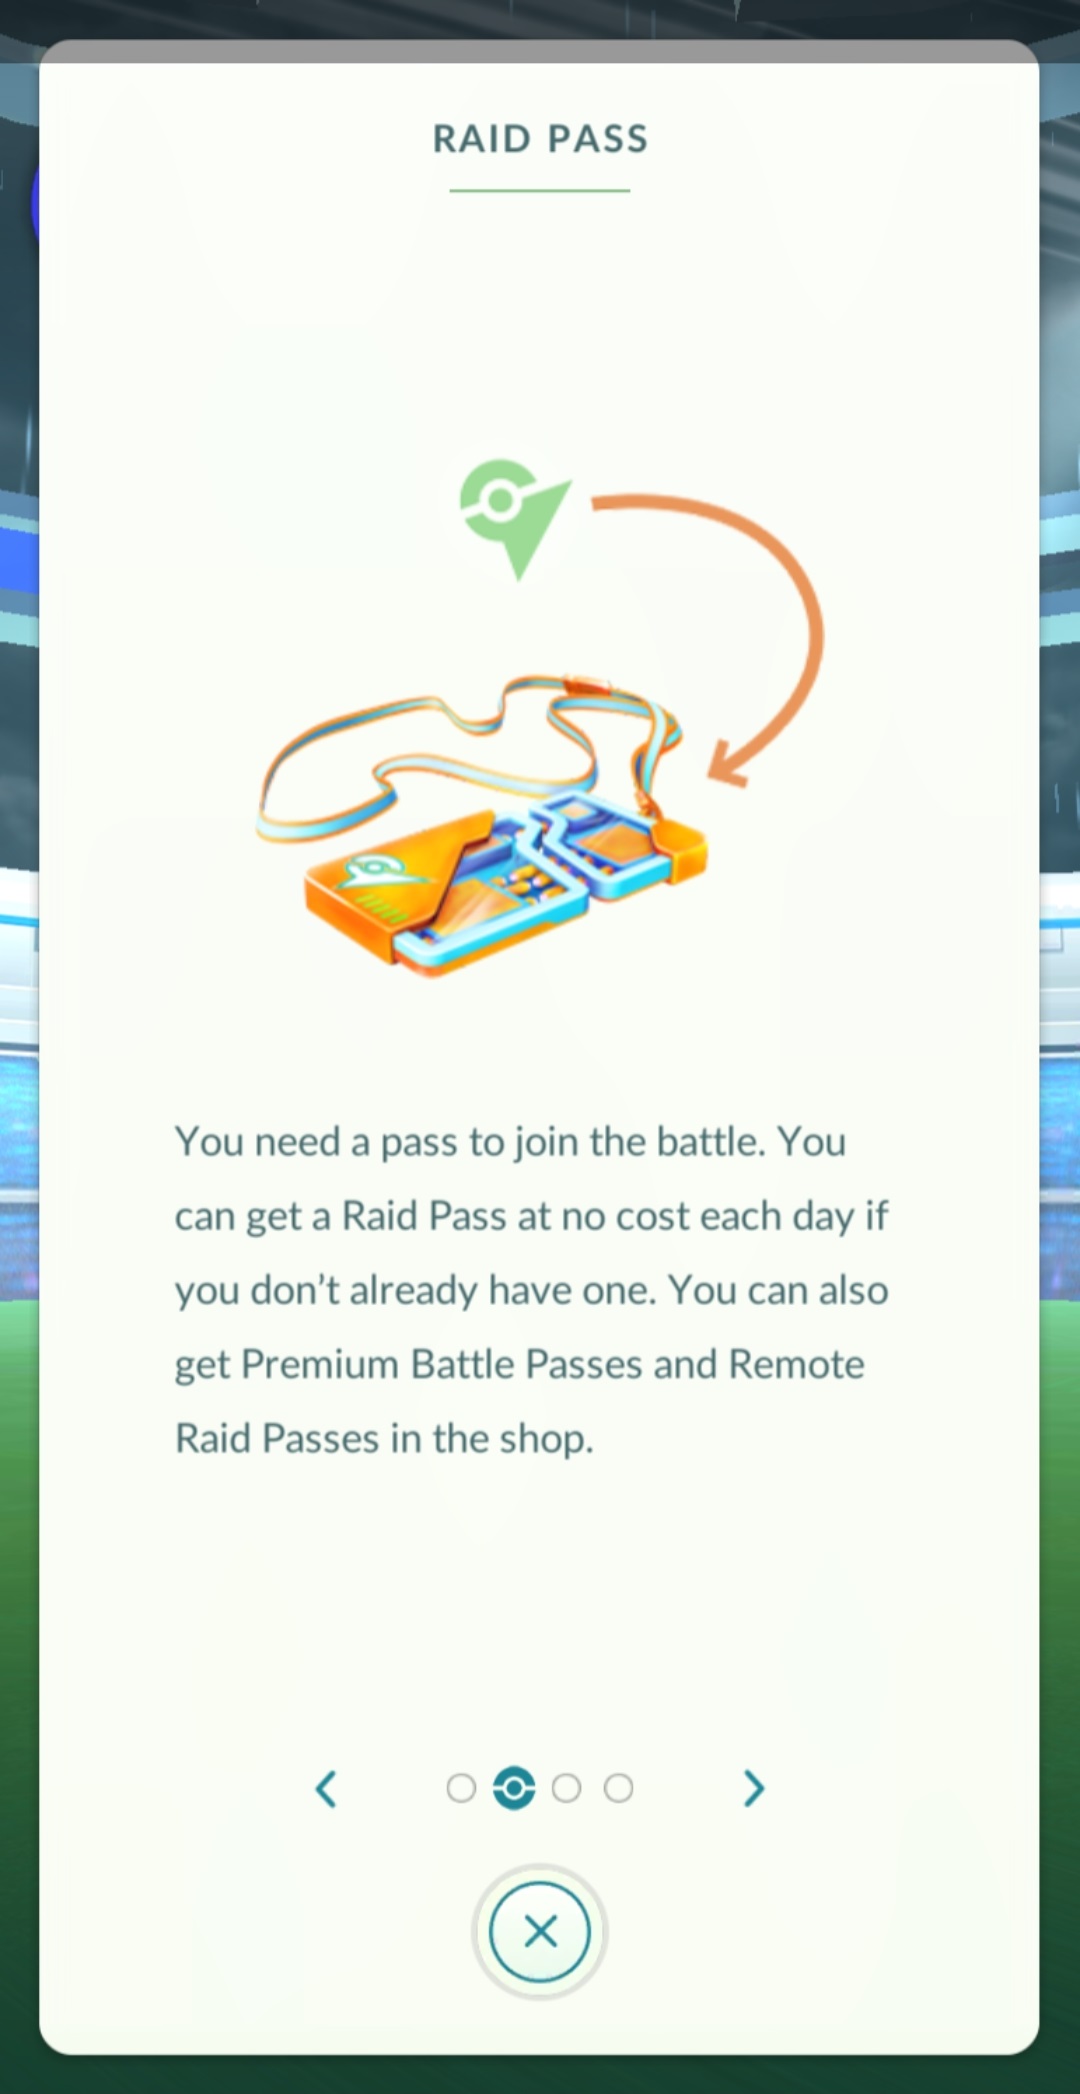 RAID PASS
You need a pass to join the battle. You
can get a Raid Pass at no cost each day if
you don’t already have one. You can also
get Premium Battle Passes and Remote
Raid Passes in the shop.